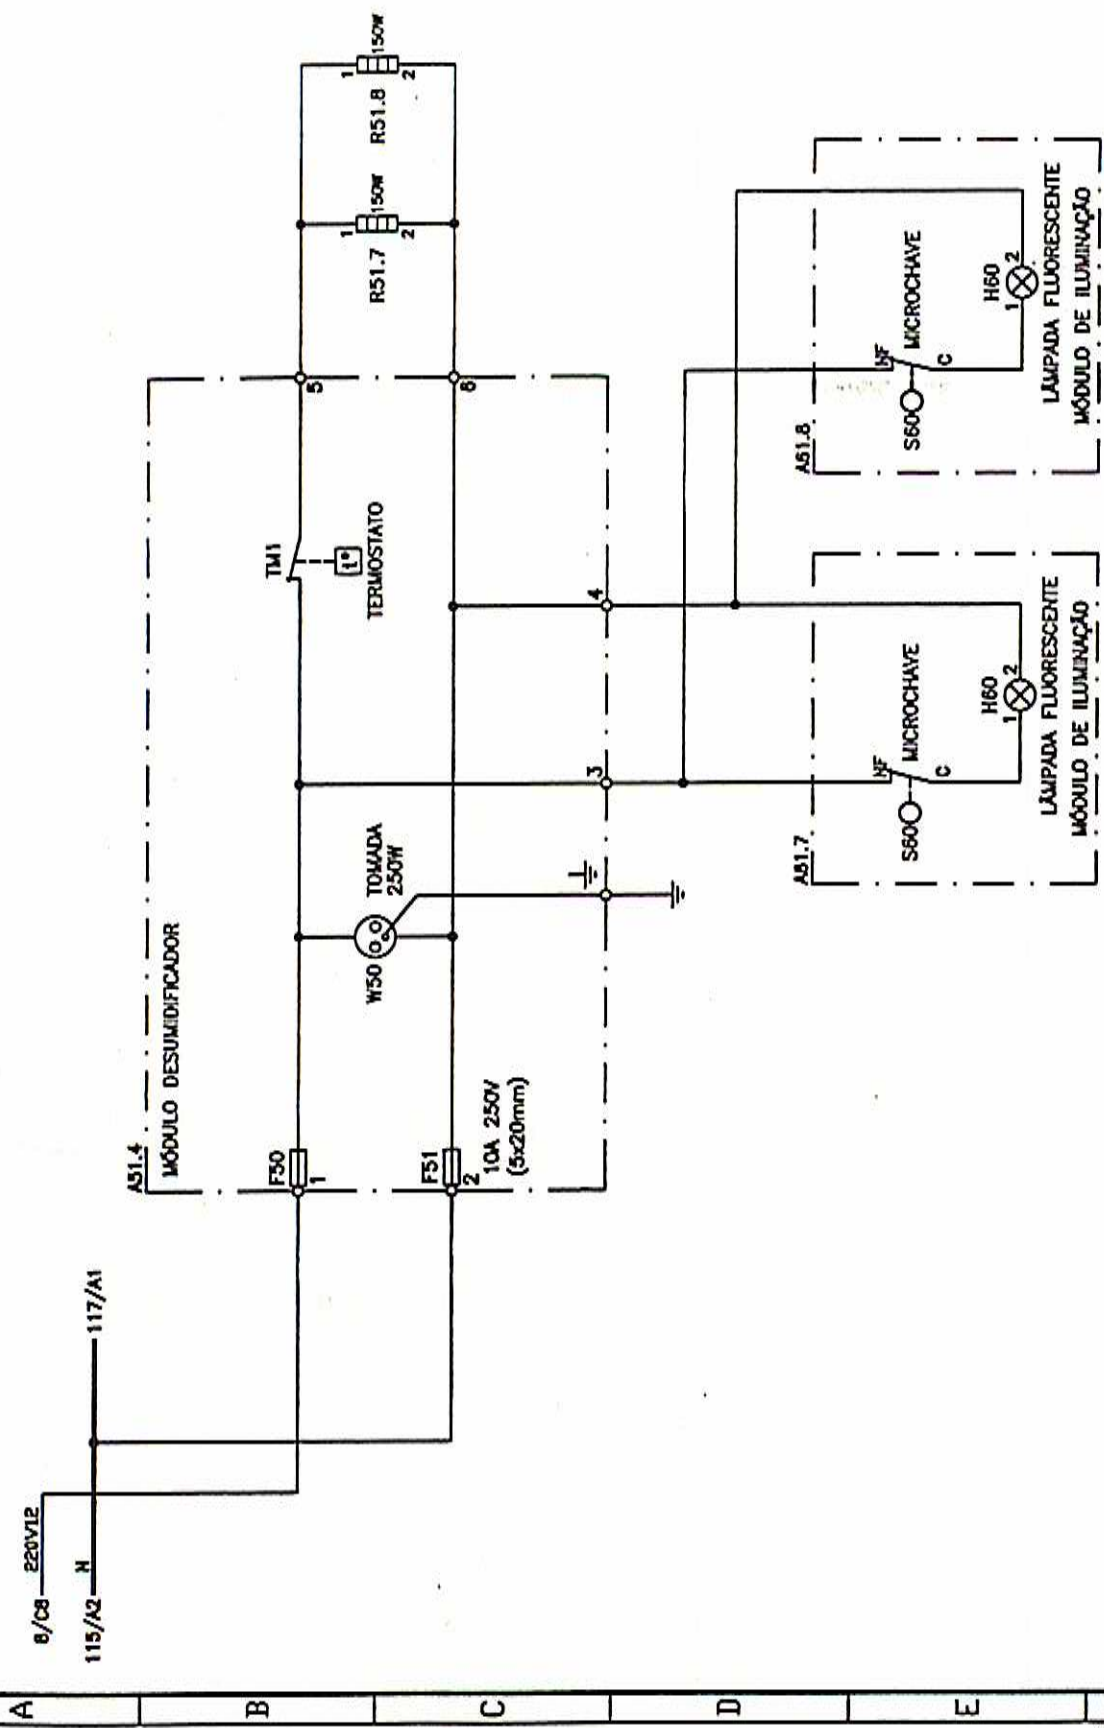 A
B
C
D
E
8/C8 220V12
115/A2 N
117/A1
A51.4
MÓDULO DESUMIDIFICADOR
F50
1
F51
2
10A 250V
(5x20mm)
W50
TOMADA
250W
3
4
TM1
t°
TERMOSTATO
5
6
R51.7
1
2
150W
R51.8
1
2
150W
A61.7
S60
NF
C
MICROCHAVE
H60
1
2
LÂMPADA FLUORESCENTE
MÓDULO DE ILUMINAÇÃO
A61.8
S60
NF
C
MICROCHAVE
H60
1
2
LÂMPADA FLUORESCENTE
MÓDULO DE ILUMINAÇÃO